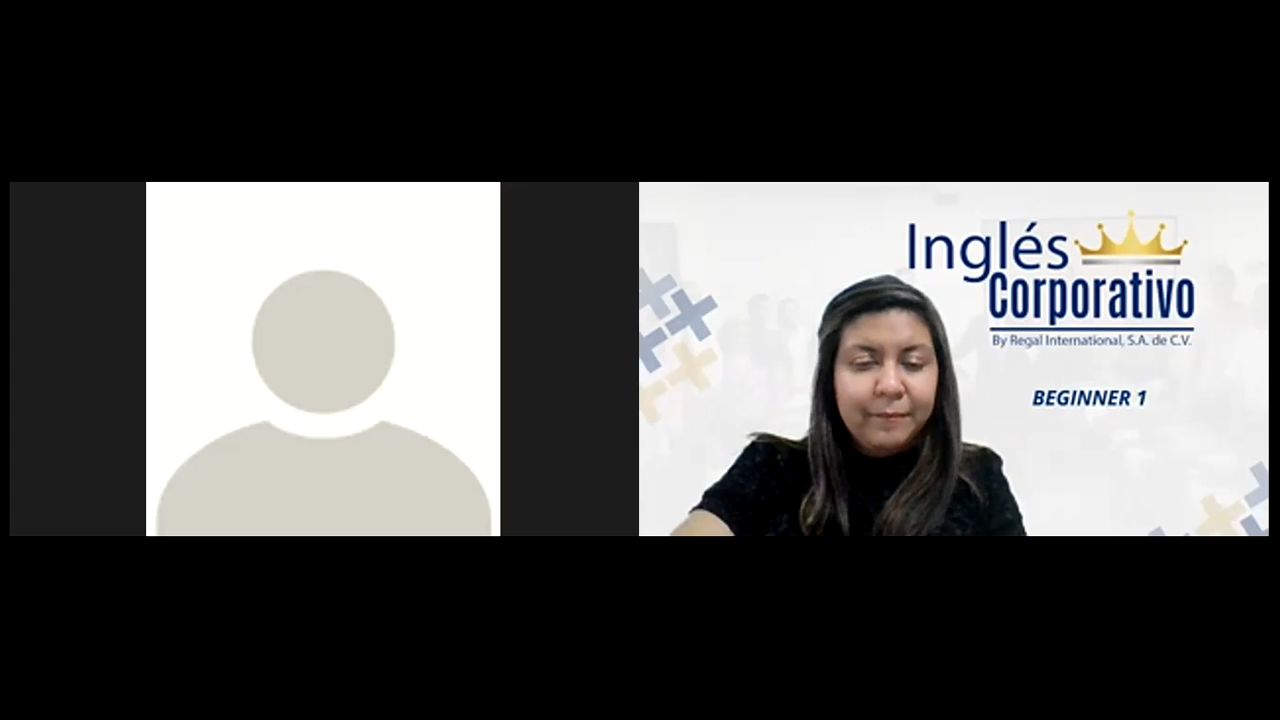 Inglés
Corporativo
By Regal International, S.A. de C.V.
BEGINNER 1